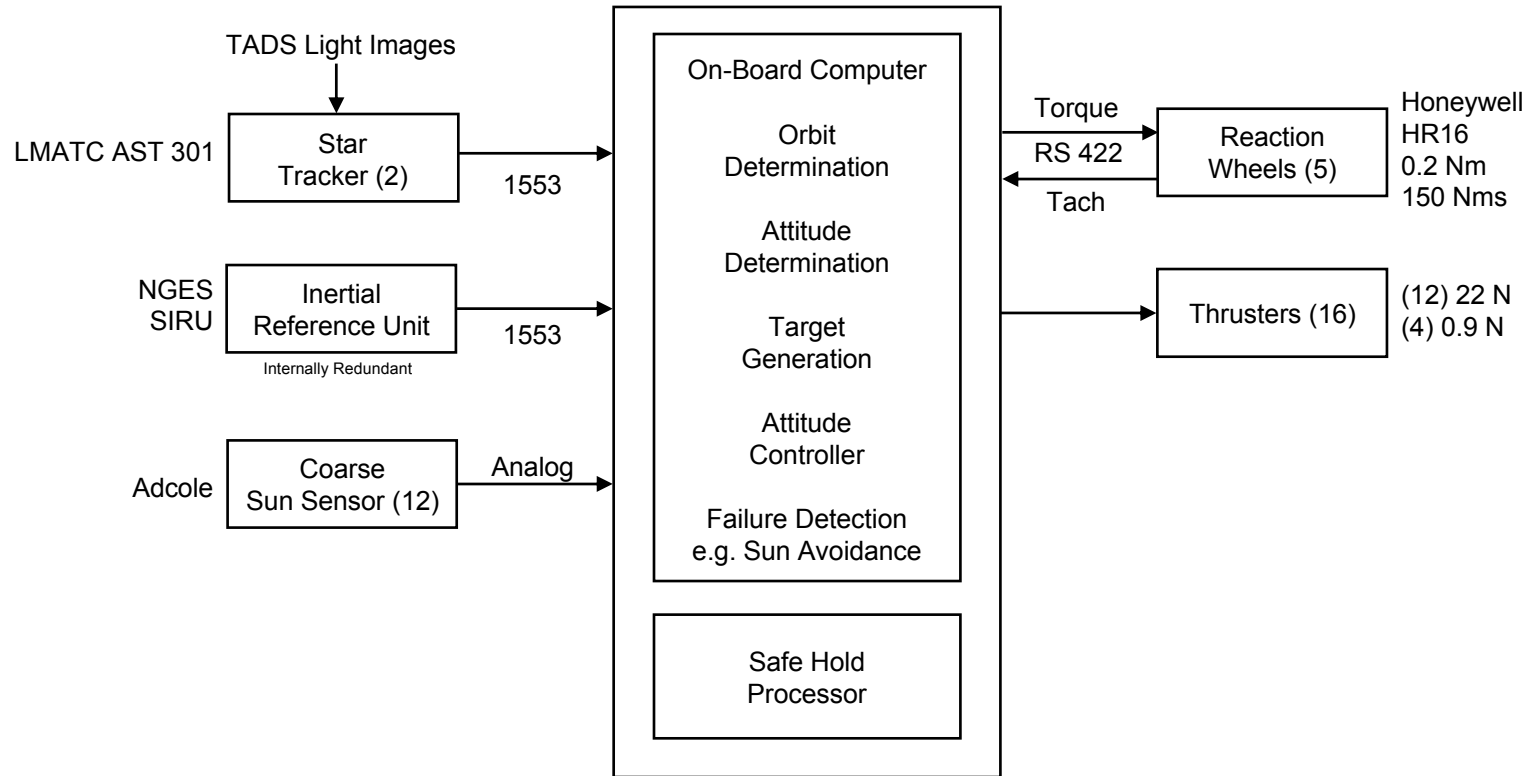 TADS Light Images
LMATC AST 301
Star
Tracker (2)
1553
NGES
SIRU
Inertial
Reference Unit
1553
Internally Redundant
Adcole
Coarse
Sun Sensor (12)
Analog
On-Board Computer
Orbit
Determination
Attitude
Determination
Target
Generation
Attitude
Controller
Failure Detection
e.g. Sun Avoidance
Safe Hold
Processor
Torque
RS 422
Tach
Reaction
Wheels (5)
Honeywell
HR16
0.2 Nm
150 Nms
Thrusters (16)
(12) 22 N
(4) 0.9 N